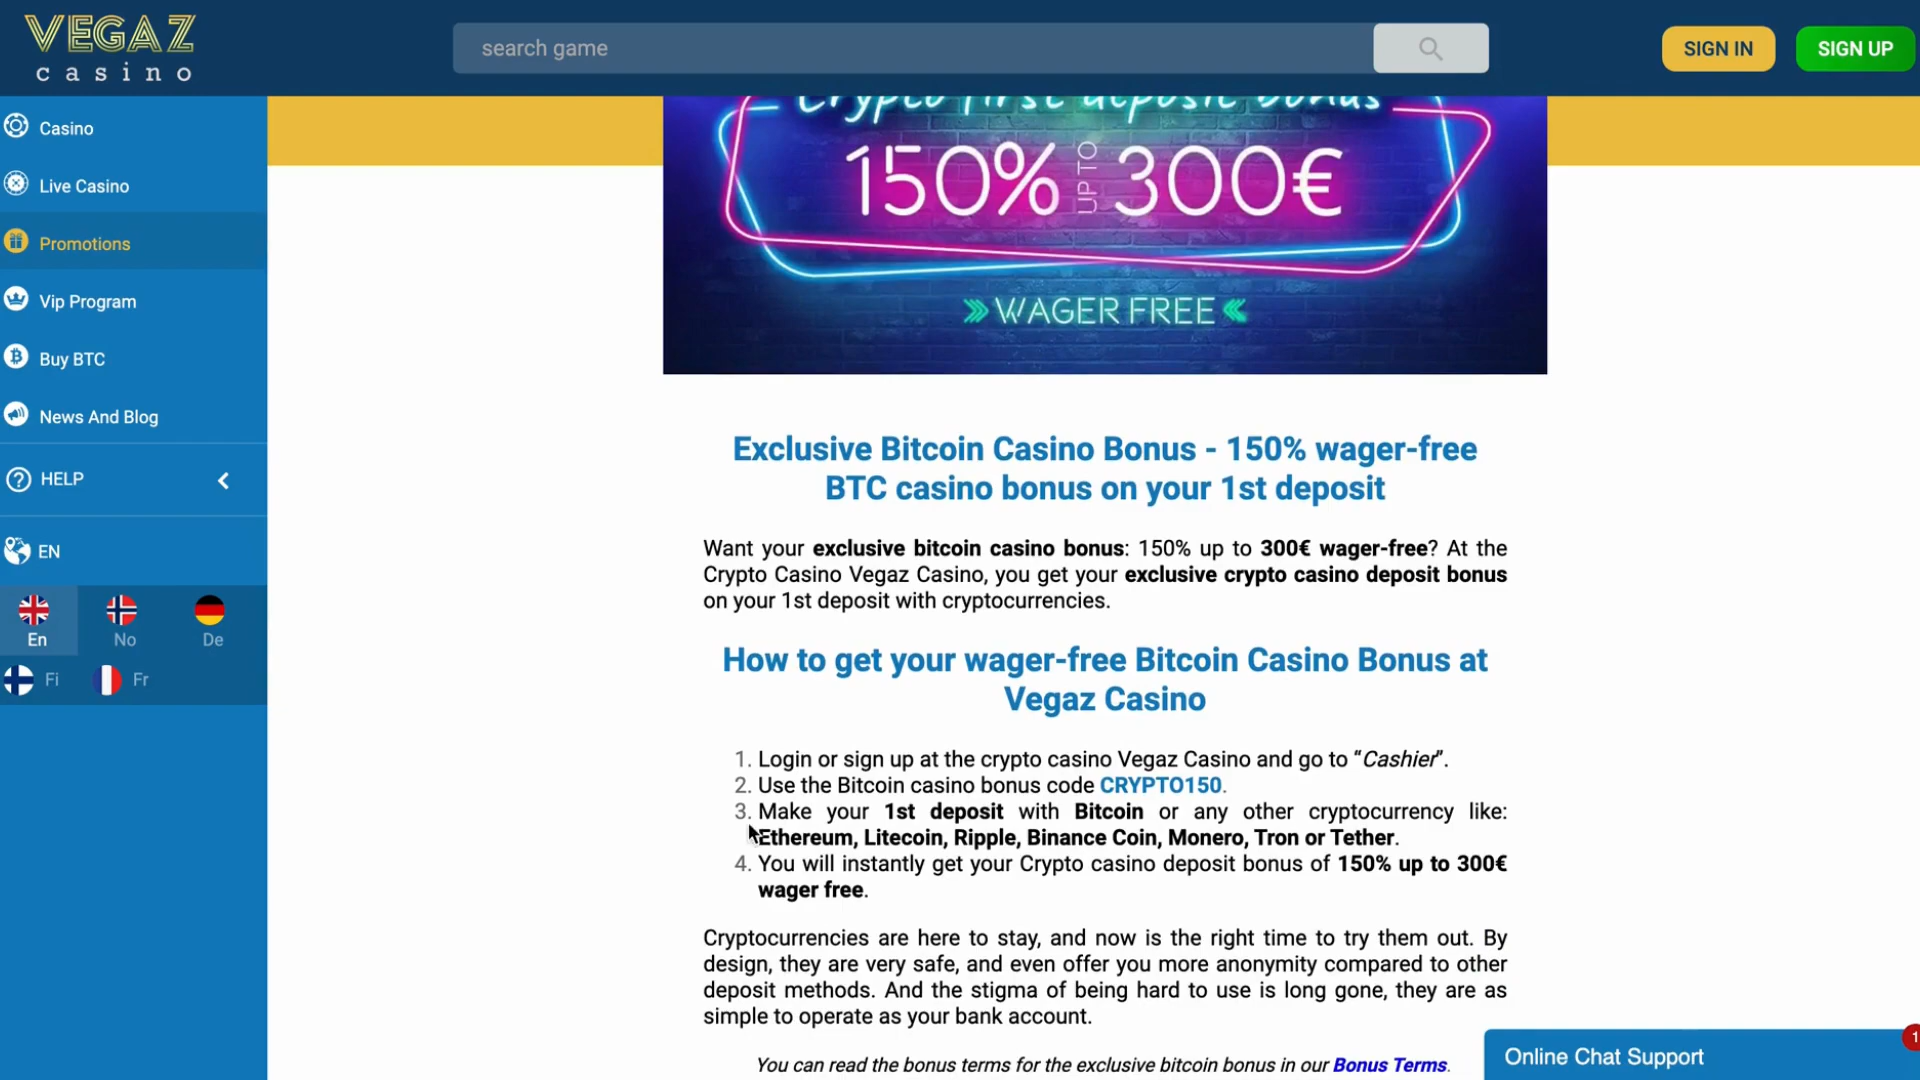 VEGAZ
casino
search game
SIGN IN
SIGN UP
Casino
Live Casino
Promotions
Vip Program
Buy BTC
News And Blog
HELP
EN
En
No
De
Fi
Fr
Crypto first deposit bonus
150% UP TO 300€
WAGER FREE
Exclusive Bitcoin Casino Bonus - 150% wager-free
BTC casino bonus on your 1st deposit
Want your exclusive bitcoin casino bonus: 150% up to 300€ wager-free? At the
Crypto Casino Vegaz Casino, you get your exclusive crypto casino deposit bonus
on your 1st deposit with cryptocurrencies.
How to get your wager-free Bitcoin Casino Bonus at
Vegaz Casino
1. Login or sign up at the crypto casino Vegaz Casino and go to “Cashier”.
2. Use the Bitcoin casino bonus code CRYPTO150.
3. Make your 1st deposit with Bitcoin or any other cryptocurrency like:
Ethereum, Litecoin, Ripple, Binance Coin, Monero, Tron or Tether.
4. You will instantly get your Crypto casino deposit bonus of 150% up to 300€
wager free.
Cryptocurrencies are here to stay, and now is the right time to try them out. By
design, they are very safe, and even offer you more anonymity compared to other
deposit methods. And the stigma of being hard to use is long gone, they are as
simple to operate as your bank account.
You can read the bonus terms for the exclusive bitcoin bonus in our Bonus Terms.
Online Chat Support
1